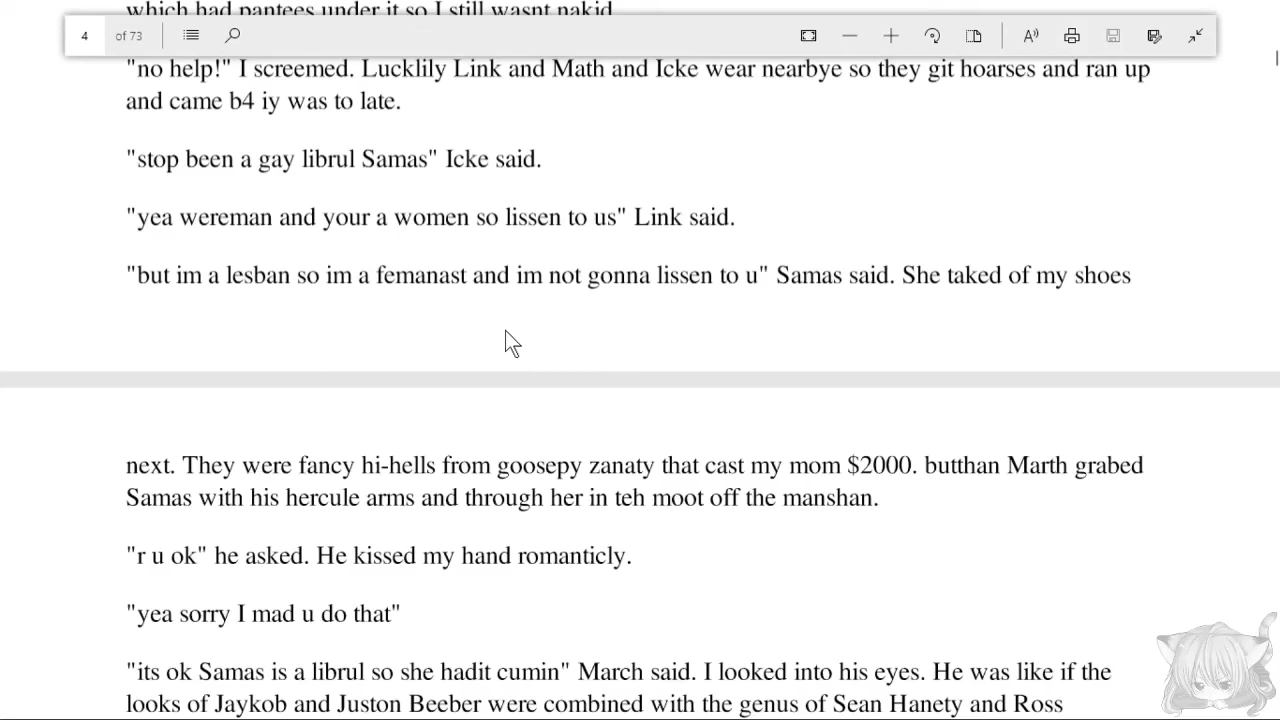 which had pantees under it so I still wasnt nakid
4 of 73
"no help!" I screemed. Lucklily Link and Math and Icke wear nearbye so they git hoarses and ran up
and came b4 iy was to late.
"stop been a gay librul Samas" Icke said.
"yea wereman and your a women so lissen to us" Link said.
"but im a lesban so im a femanast and im not gonna lissen to u" Samas said. She taked of my shoes
next. They were fancy hi-hells from goosepy zanaty that cast my mom $2000. butthan Marth grabed
Samas with his hercule arms and through her in teh moot off the manshan.
"r u ok" he asked. He kissed my hand romanticly.
"yea sorry I mad u do that"
"its ok Samas is a librul so she hadit cumin" March said. I looked into his eyes. He was like if the
looks of Jaykob and Juston Beeber were combined with the genus of Sean Hanety and Ross